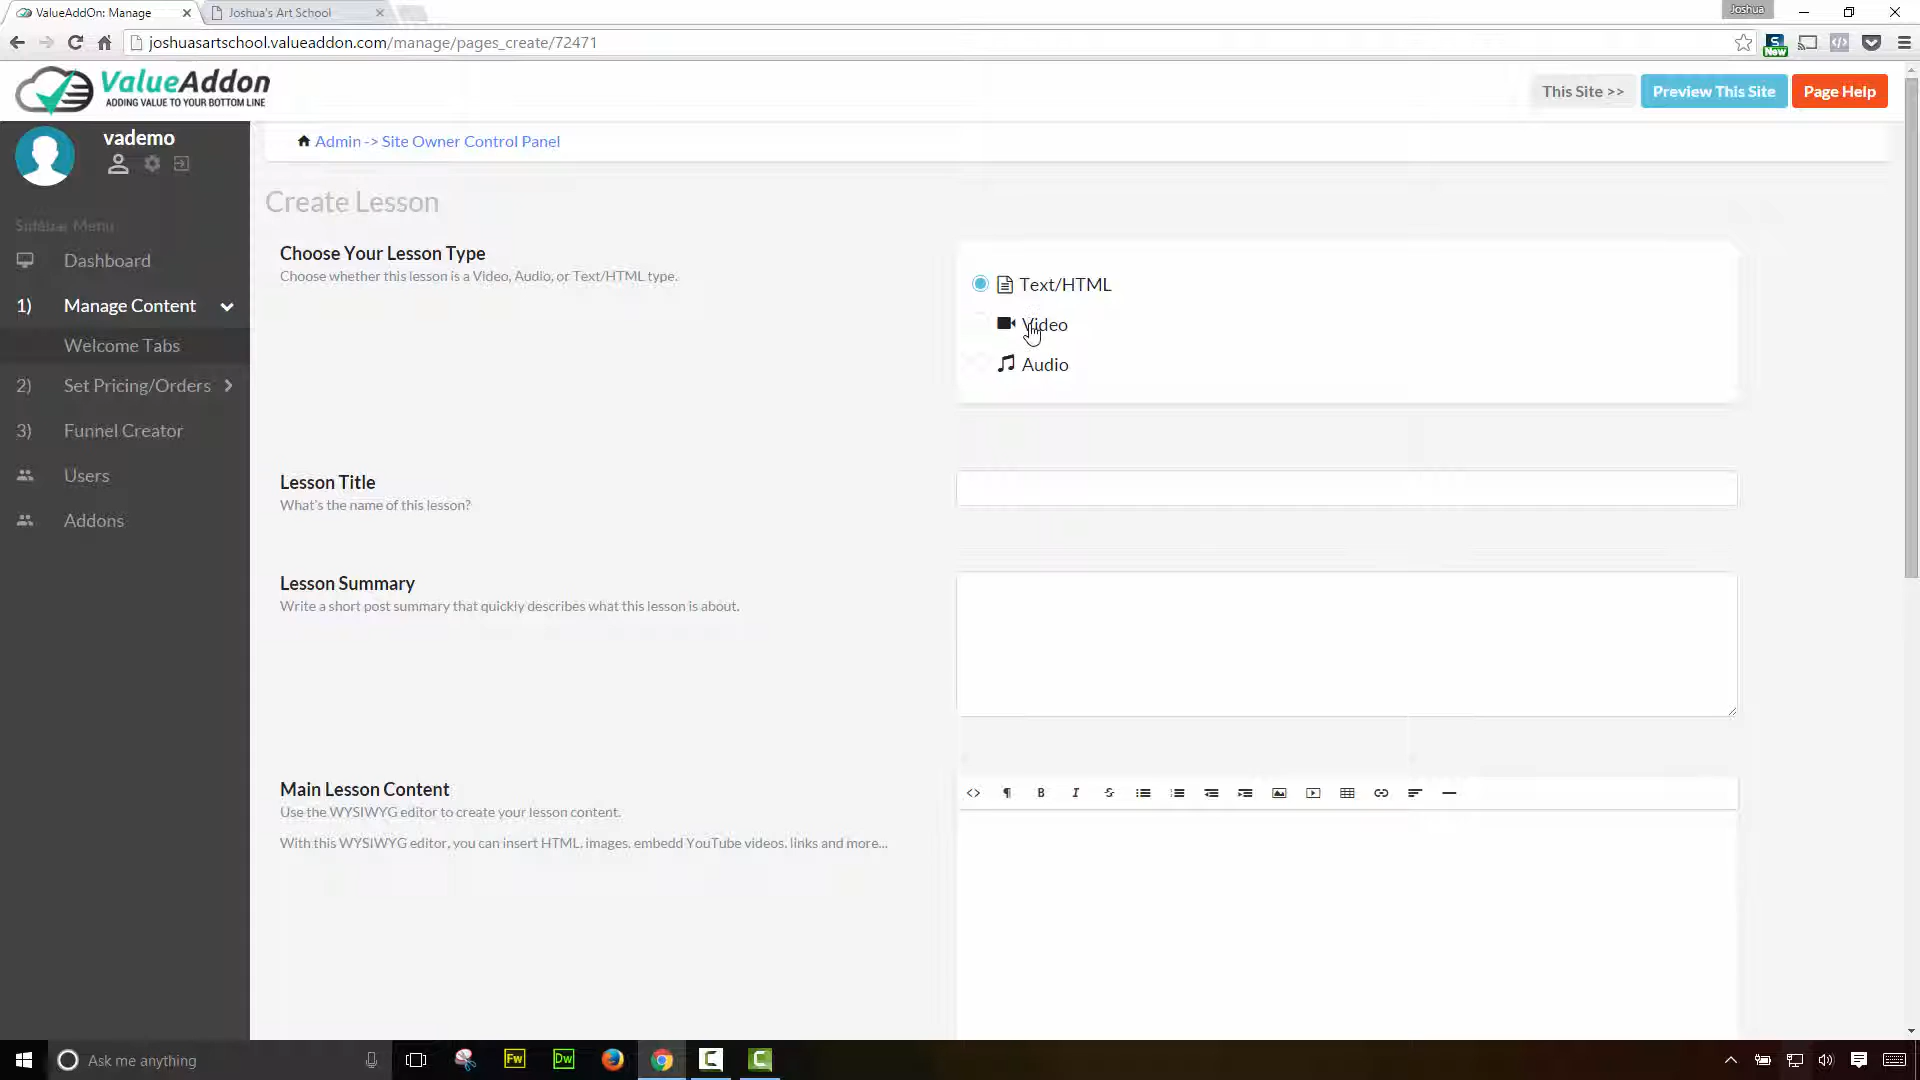 ValueAddOn: Manage
Joshua's Art School
Joshua
joshuasartschool.valueaddon.com/manage/pages_create/72471
New
ValueAddon
ADDING VALUE TO YOUR BOTTOM LINE
This Site >>
Preview This Site
Page Help
vademo
Admin -> Site Owner Control Panel
Create Lesson
Sidebar Menu
Dashboard
1) Manage Content
Welcome Tabs
2) Set Pricing/Orders
3) Funnel Creator
Users
Addons
Choose Your Lesson Type
Choose whether this lesson is a Video, Audio, or Text/HTML type.
Text/HTML
Video
Audio
Lesson Title
What's the name of this lesson?
Lesson Summary
Write a short post summary that quickly describes what this lesson is about.
Main Lesson Content
Use the WYSIWYG editor to create your lesson content.
With this WYSIWYG editor, you can insert HTML, images, embedd YouTube videos, links and more...
Ask me anything
Fw
Dw